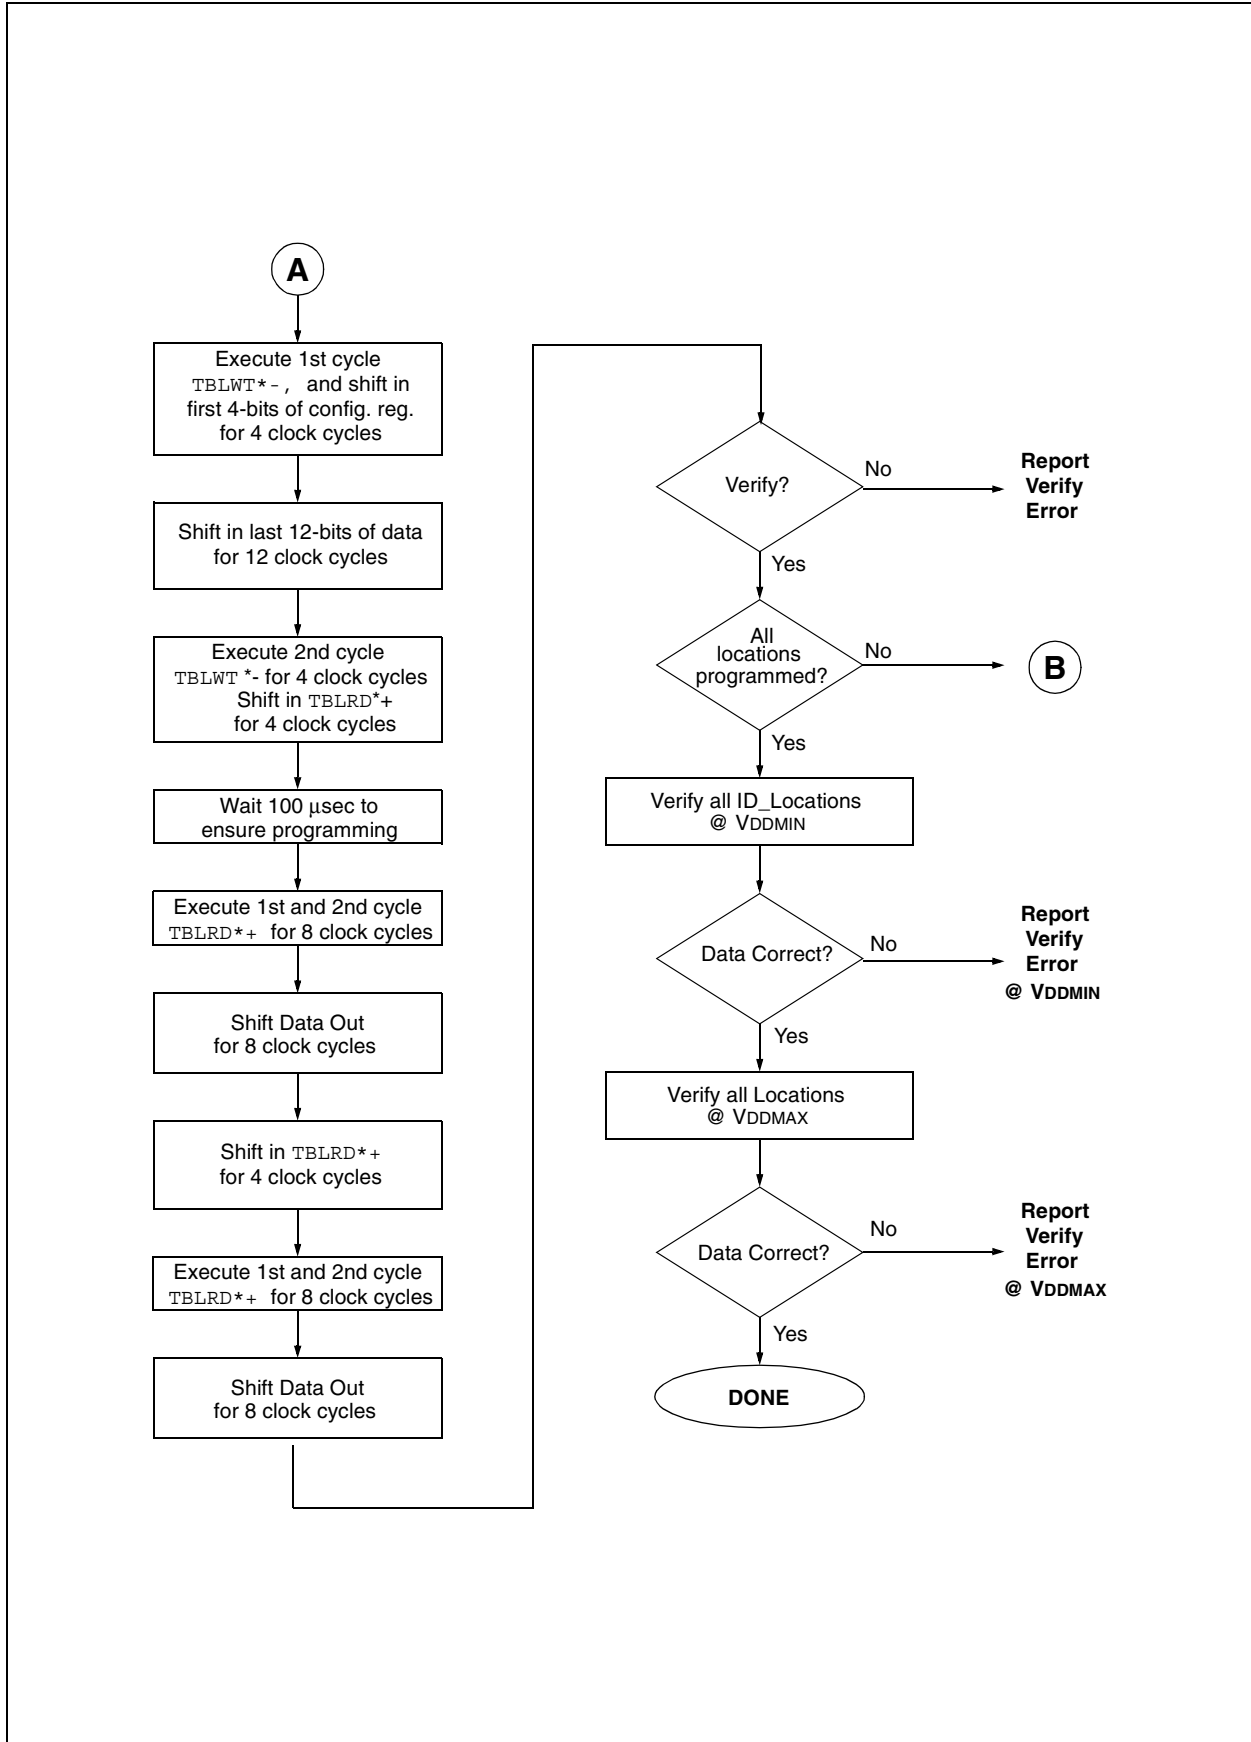 A
Execute 1st cycle
TBLWT*-, and shift in
first 4-bits of config. reg.
for 4 clock cycles
Shift in last 12-bits of data
for 12 clock cycles
Execute 2nd cycle
TBLWT *- for 4 clock cycles
Shift in TBLRD*+
for 4 clock cycles
Wait 100 μsec to
ensure programming
Execute 1st and 2nd cycle
TBLRD*+ for 8 clock cycles
Shift Data Out
for 8 clock cycles
Shift in TBLRD*+
for 4 clock cycles
Execute 1st and 2nd cycle
TBLRD*+ for 8 clock cycles
Shift Data Out
for 8 clock cycles
Verify?
No
Report
Verify
Error
Yes
All
locations
programmed?
No
B
Yes
Verify all ID_Locations
@ VDDMIN
Data Correct?
No
Report
Verify
Error
@ VDDMIN
Yes
Verify all Locations
@ VDDMAX
Data Correct?
No
Report
Verify
Error
@ VDDMAX
Yes
DONE